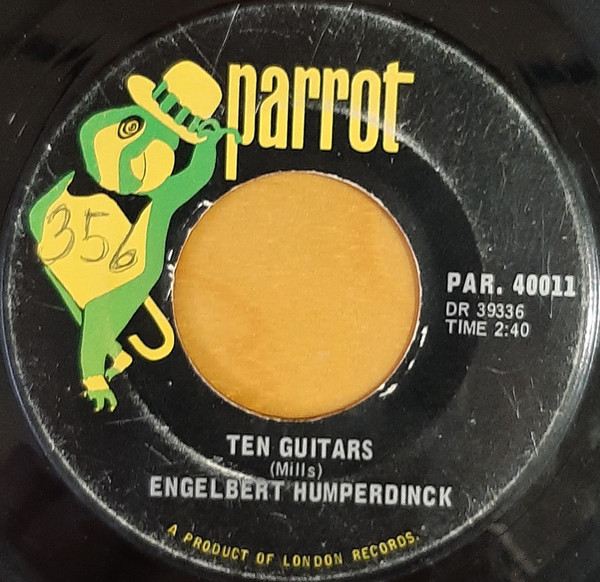 parrot
356
PAR. 40011
DR 39336
TIME 2:40
TEN GUITARS
(Mills)
ENGELBERT HUMPERDINCK
A PRODUCT OF LONDON RECORDS.